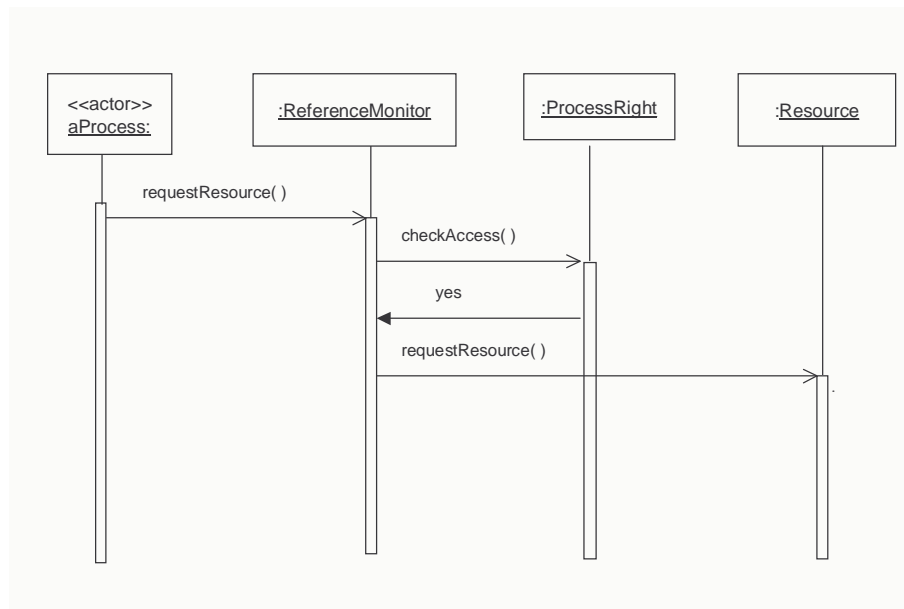 <<actor>>
aProcess:
:ReferenceMonitor
:ProcessRight
:Resource
requestResource( )
checkAccess( )
yes
requestResource( )
.